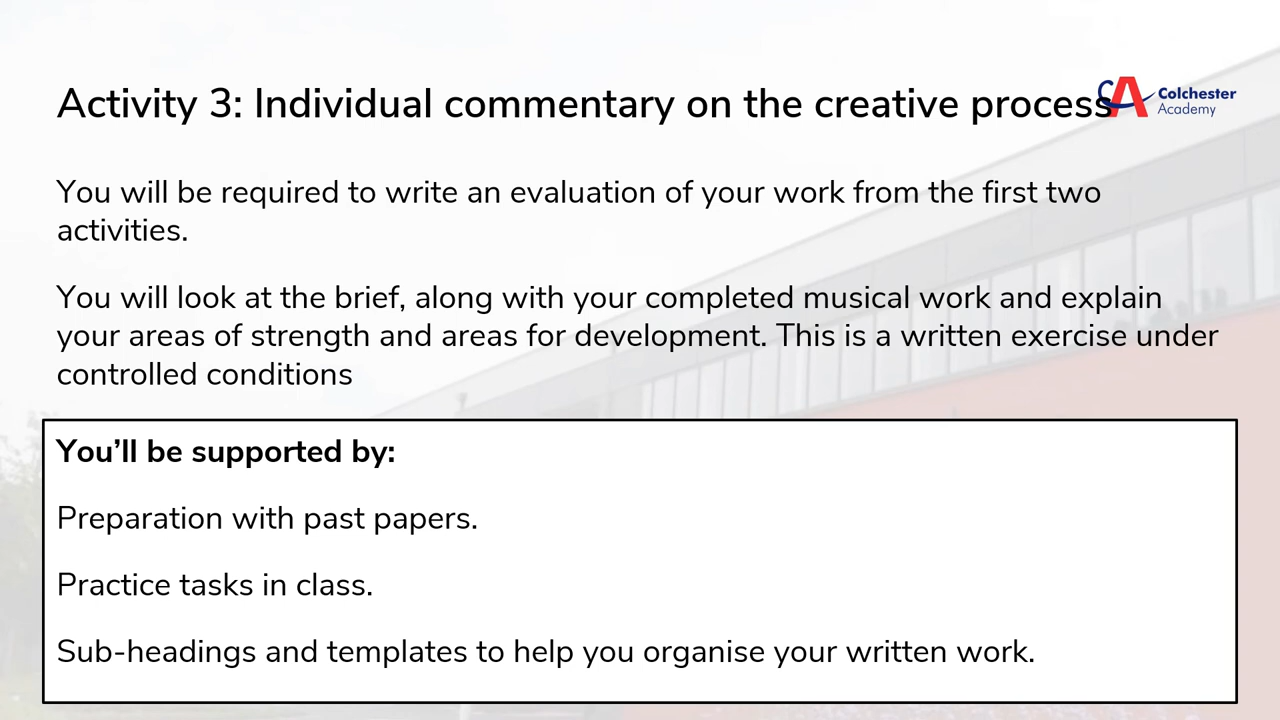 Activity 3: Individual commentary on the creative process
Colchester
Academy
You will be required to write an evaluation of your work from the first two
activities.
You will look at the brief, along with your completed musical work and explain
your areas of strength and areas for development. This is a written exercise under
controlled conditions
You’ll be supported by:
Preparation with past papers.
Practice tasks in class.
Sub-headings and templates to help you organise your written work.